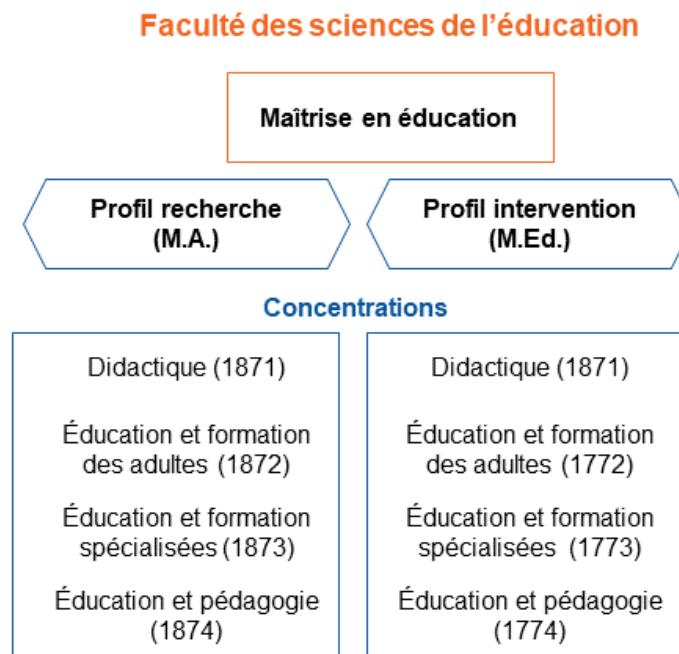 Faculté des sciences de l'éducation
Maîtrise en éducation
Profil recherche
(M.A.)
Profil intervention
(M.Ed.)
Concentrations
Didactique (1871)
Éducation et formation
des adultes (1872)
Éducation et formation
spécialisées (1873)
Éducation et pédagogie
(1874)
Didactique (1871)
Éducation et formation
des adultes (1772)
Éducation et formation
spécialisées (1773)
Éducation et pédagogie
(1774)